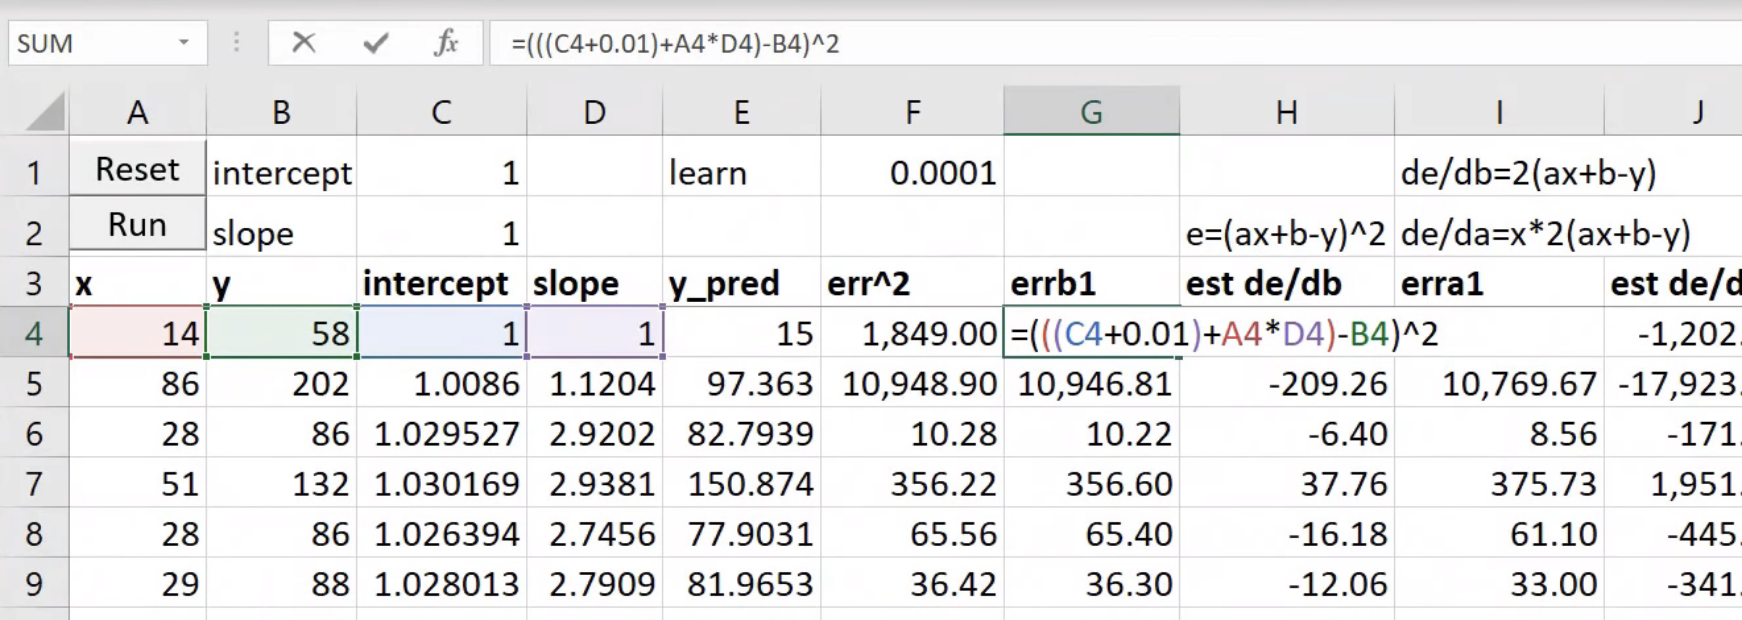 SUM fx =(((C4+0.01)+A4*D4)-B4)^2
A B C D E F G H I J
1 Reset intercept 1 learn 0.0001 de/db=2(ax+b-y)
2 Run slope 1 e=(ax+b-y)^2 de/da=x*2(ax+b-y)
3 x y intercept slope y_pred err^2 errb1 est de/db erra1 est de/d
4 14 58 1 1 15 1,849.00 =(((C4+0.01)+A4*D4)-B4)^2 -1,202.
5 86 202 1.0086 1.1204 97.363 10,948.90 10,946.81 -209.26 10,769.67 -17,923.
6 28 86 1.029527 2.9202 82.7939 10.28 10.22 -6.40 8.56 -171.
7 51 132 1.030169 2.9381 150.874 356.22 356.60 37.76 375.73 1,951.
8 28 86 1.026394 2.7456 77.9031 65.56 65.40 -16.18 61.10 -445.
9 29 88 1.028013 2.7909 81.9653 36.42 36.30 -12.06 33.00 -341.